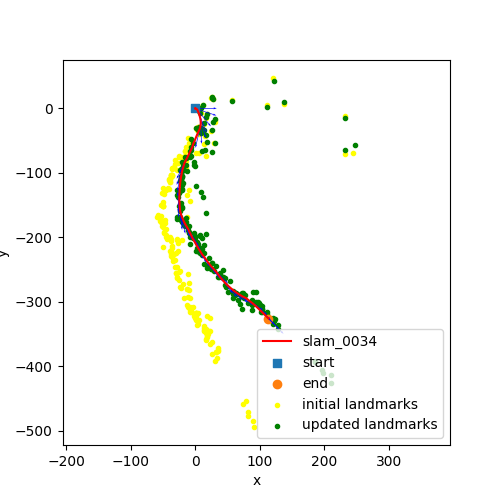 0
−100
−200
−300
−400
−500
y
−200
−100
0
100
200
300
x
slam_0034
start
end
initial landmarks
updated landmarks